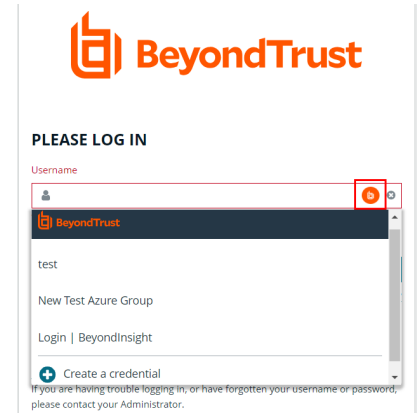 BeyondTrust
PLEASE LOG IN
Username
BeyondTrust
test
New Test Azure Group
Login | BeyondInsight
Create a credential
If you are having trouble logging in, or have forgotten your username or password,
please contact your Administrator.